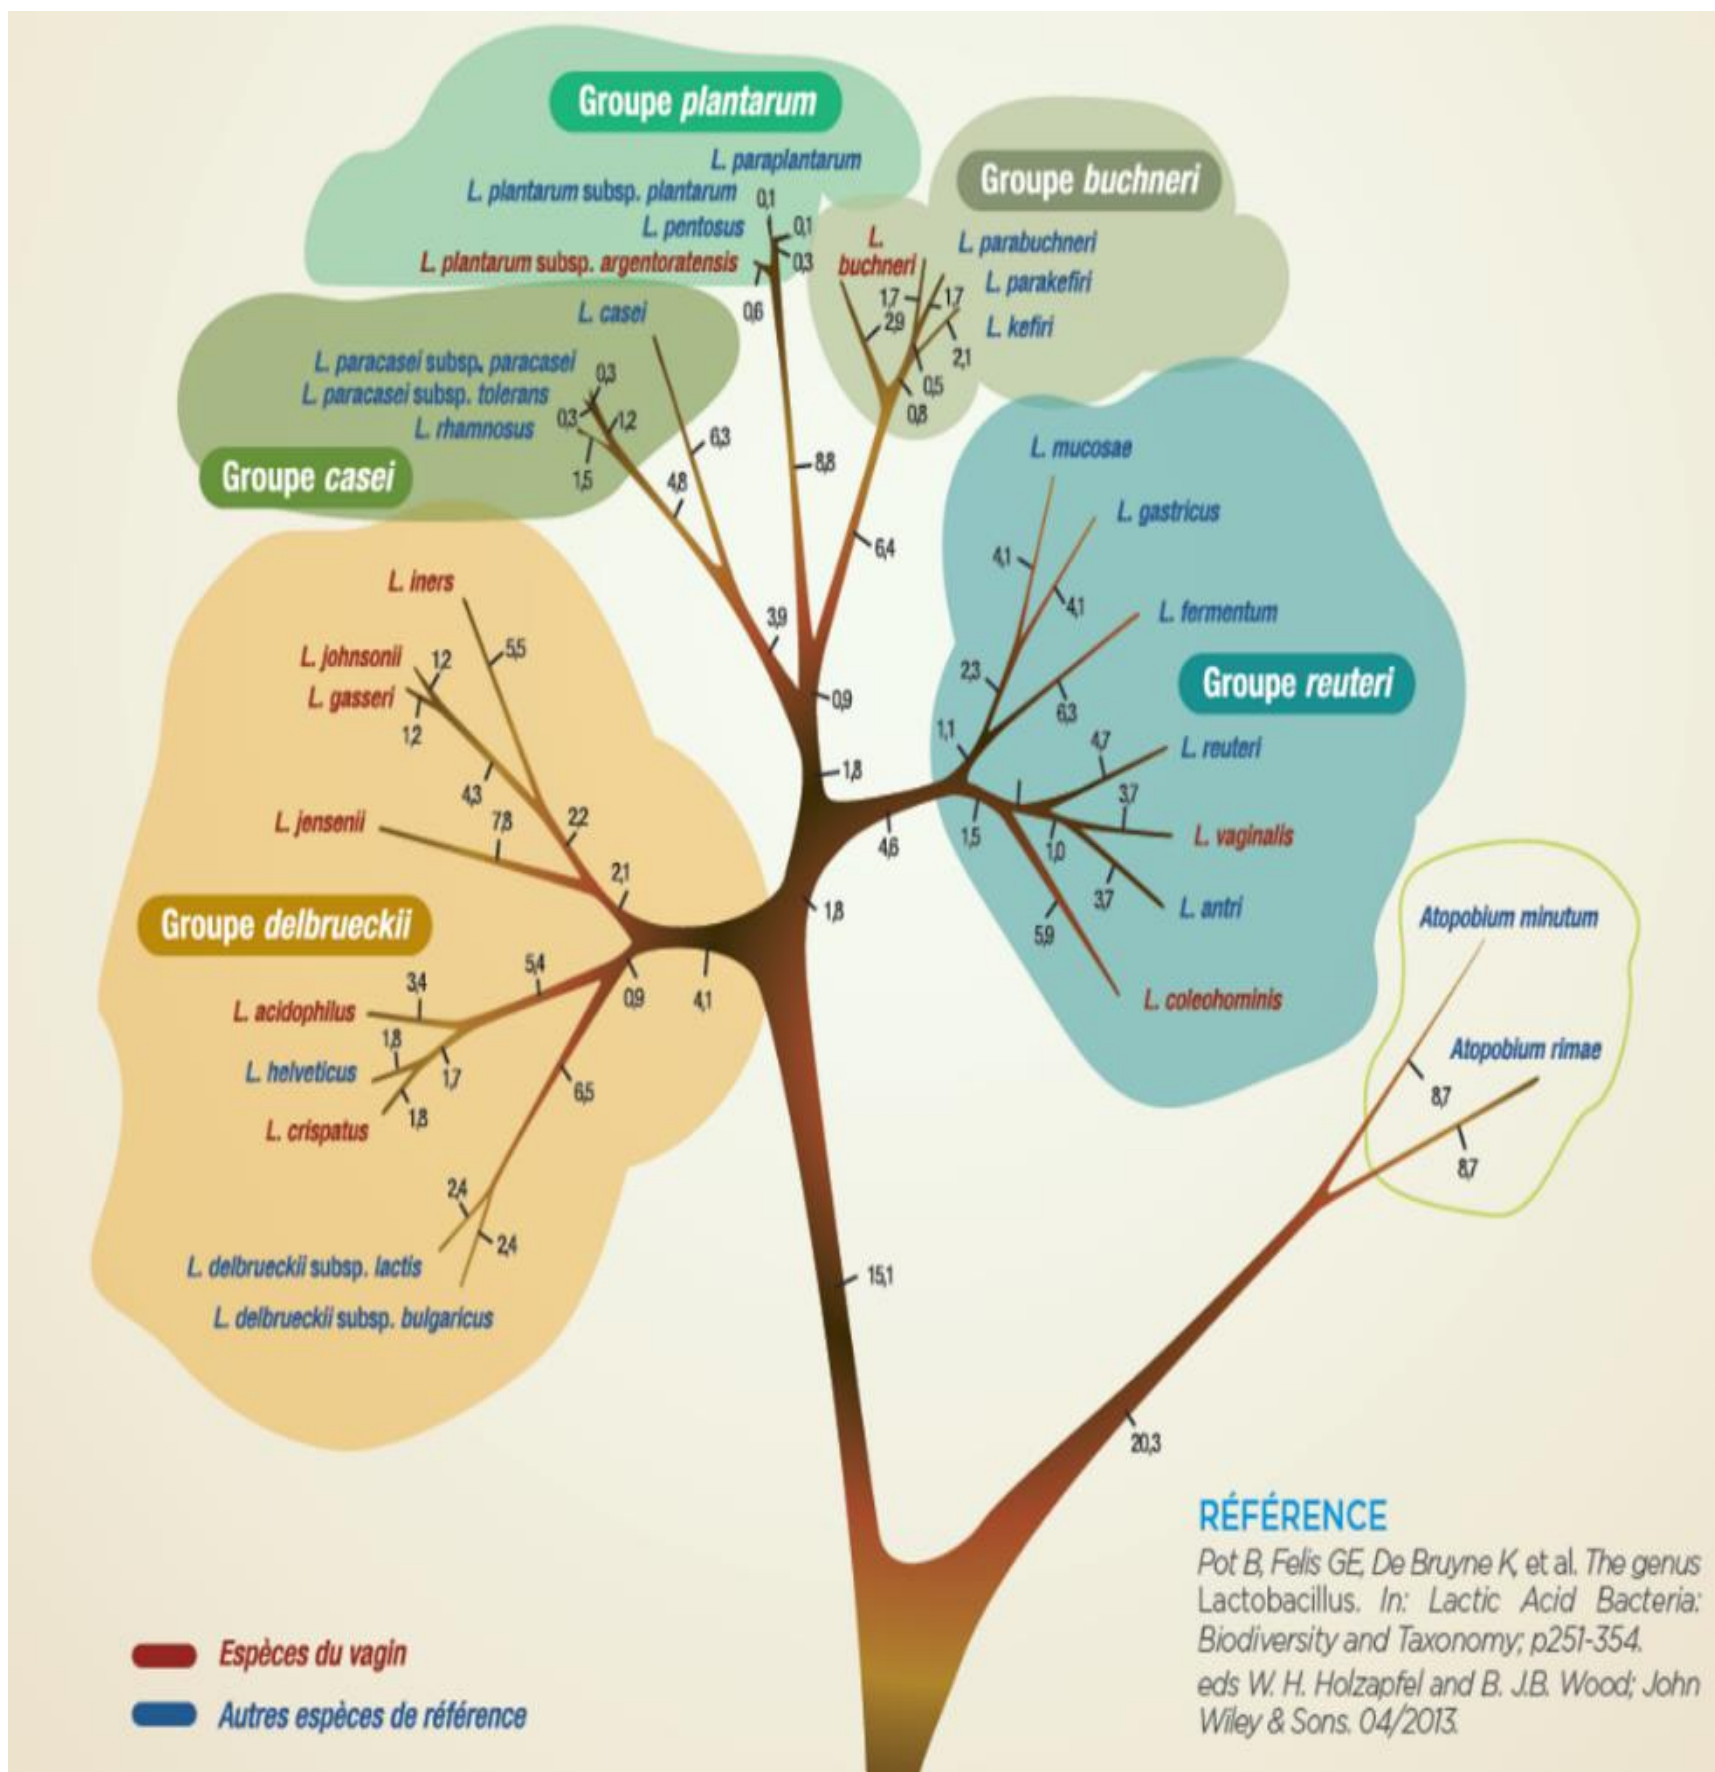 Groupe plantarum
L. paraplantarum
L. plantarum subsp. plantarum
0,1
L. pentosus
0,1
L. plantarum subsp. argentoratensis
0,3
0,6
8,8
Groupe buchneri
L.
buchneri
L. parabuchneri
L. parakefiri
L. kefiri
1,7
1,7
2,9
2,1
0,5
0,8
6,4
L. casei
L. paracasei subsp. paracasei
0,3
L. paracasei subsp. tolerans
0,3
1,2
L. rhamnosus
1,5
6,3
4,8
Groupe casei
3,9
0,9
1,8
L. mucosae
L. gastricus
4,1
4,1
L. fermentum
2,3
6,3
Groupe reuteri
1,1
4,7
L. reuteri
3,7
1,5
1,0
L. vaginalis
4,6
3,7
L. antri
5,9
L. coleohominis
L. iners
5,5
L. johnsonii
1,2
L. gasseri
1,2
4,3
L. jensenii
7,8
2,2
2,1
Groupe delbrueckii
1,8
5,4
3,4
0,9
4,1
L. acidophilus
1,8
L. helveticus
1,7
1,8
L. crispatus
6,5
2,4
2,4
L. delbrueckii subsp. lactis
L. delbrueckii subsp. bulgaricus
Atopobium minutum
Atopobium rimae
8,7
8,7
15,1
20,3
RÉFÉRENCE
Pot B, Felis GE, De Bruyne K, et al. The genus
Lactobacillus. In: Lactic Acid Bacteria:
Biodiversity and Taxonomy; p251-354.
eds W. H. Holzapfel and B. J.B. Wood; John
Wiley & Sons. 04/2013.
Espèces du vagin
Autres espèces de référence